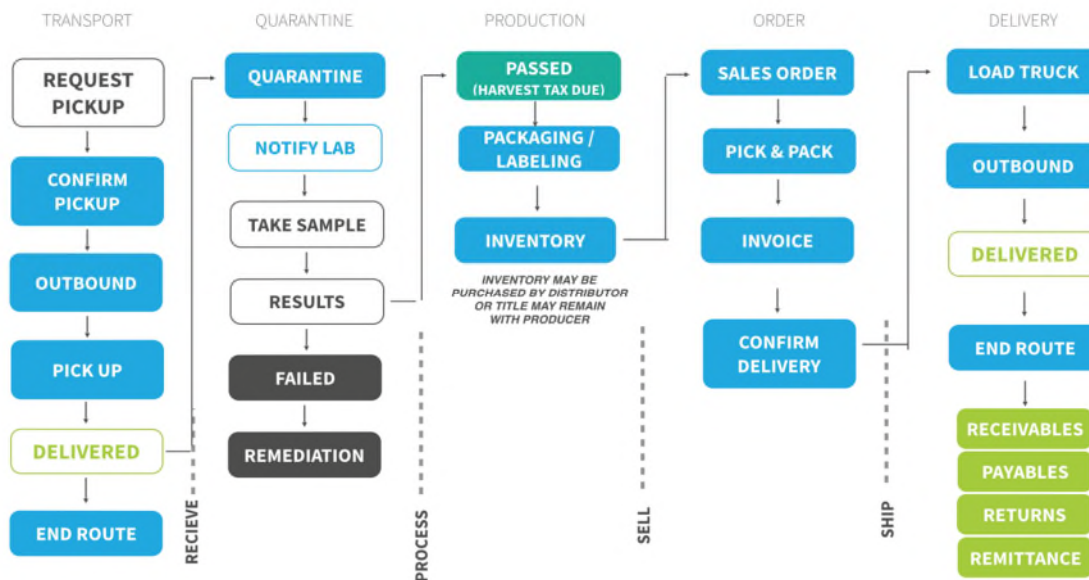 TRANSPORT
REQUEST
PICKUP
CONFIRM
PICKUP
OUTBOUND
PICK UP
DELIVERED
END ROUTE
RECIEVE
QUARANTINE
QUARANTINE
NOTIFY LAB
TAKE SAMPLE
RESULTS
FAILED
REMEDIATION
PROCESS
PRODUCTION
PASSED
(HARVEST TAX DUE)
PACKAGING /
LABELING
INVENTORY
INVENTORY MAY BE
PURCHASED BY DISTRIBUTOR
OR TITLE MAY REMAIN
WITH PRODUCER
SELL
ORDER
SALES ORDER
PICK & PACK
INVOICE
CONFIRM
DELIVERY
SHIP
DELIVERY
LOAD TRUCK
OUTBOUND
DELIVERED
END ROUTE
RECEIVABLES
PAYABLES
RETURNS
REMITTANCE